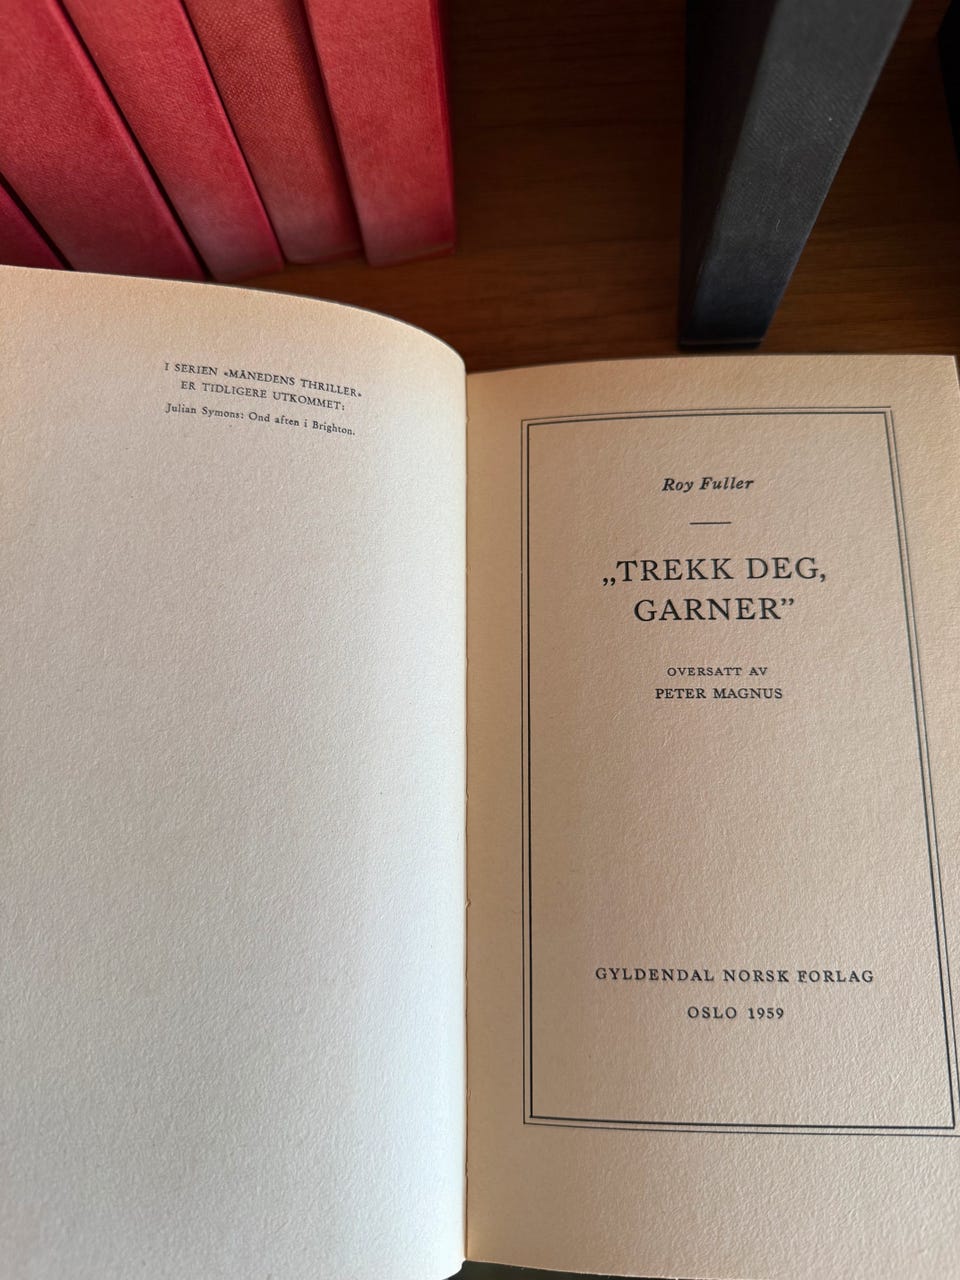 I SERIEN «MÅNEDENS THRILLER»
ER TIDLIGERE UTKOMMET:
Julian Symons: Ond aften i Brighton.
Roy Fuller
„TREKK DEG,
GARNER”
OVERSATT AV
PETER MAGNUS
GYLDENDAL NORSK FORLAG
OSLO 1959